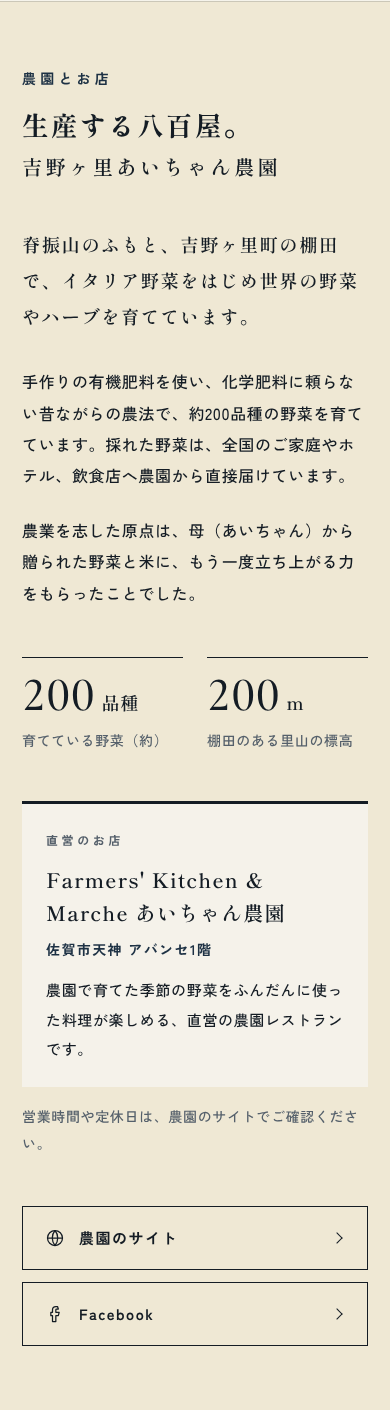 農園とお店
生産する八百屋。
吉野ヶ里あいちゃん農園
脊振山のふもと、吉野ヶ里町の棚田
で、イタリア野菜をはじめ世界の野菜
やハーブを育てています。
手作りの有機肥料を使い、化学肥料に頼らな
い昔ながらの農法で、約200品種の野菜を育て
ています。採れた野菜は、全国のご家庭やホ
テル、飲食店へ農園から直接届けています。
農業を志した原点は、母（あいちゃん）から
贈られた野菜と米に、もう一度立ち上がる力
をもらったことでした。
200 品種
育てている野菜（約）
200 m
棚田のある里山の標高
直営のお店
Farmers' Kitchen &
Marche あいちゃん農園
佐賀市天神 アバンセ1階
農園で育てた季節の野菜をふんだんに使っ
た料理が楽しめる、直営の農園レストラン
です。
営業時間や定休日は、農園のサイトでご確認くださ
い。
農園のサイト
Facebook